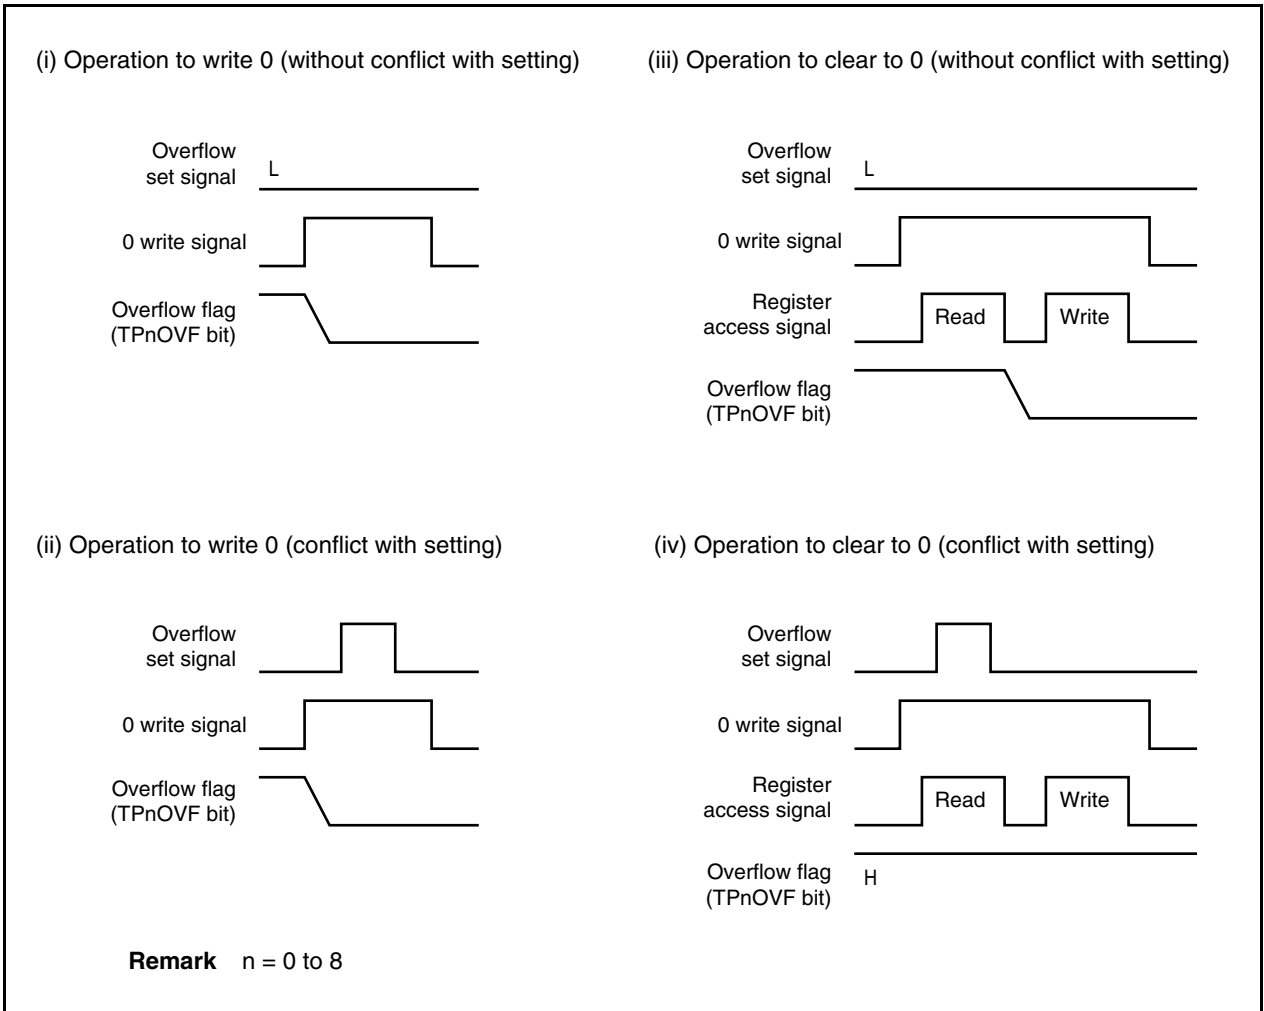 (i) Operation to write 0 (without conflict with setting)
Overflow
set signal
L
0 write signal
Overflow flag
(TPnOVF bit)
(iii) Operation to clear to 0 (without conflict with setting)
Overflow
set signal
L
0 write signal
Register
access signal
Read
Write
Overflow flag
(TPnOVF bit)
(ii) Operation to write 0 (conflict with setting)
Overflow
set signal
0 write signal
Overflow flag
(TPnOVF bit)
(iv) Operation to clear to 0 (conflict with setting)
Overflow
set signal
0 write signal
Register
access signal
Read
Write
Overflow flag
(TPnOVF bit)
H
Remark n = 0 to 8